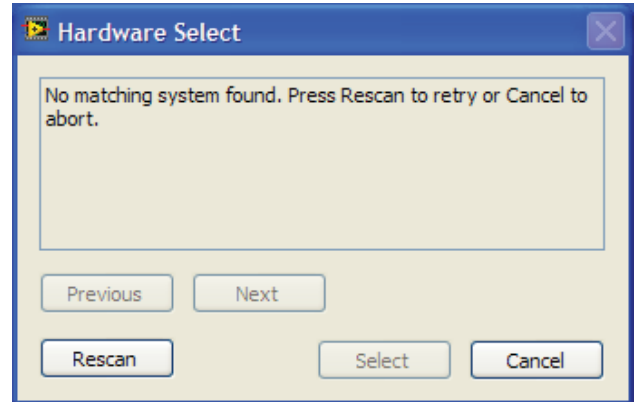 Hardware Select
No matching system found. Press Rescan to retry or Cancel to
abort.
Previous Next
Rescan Select Cancel